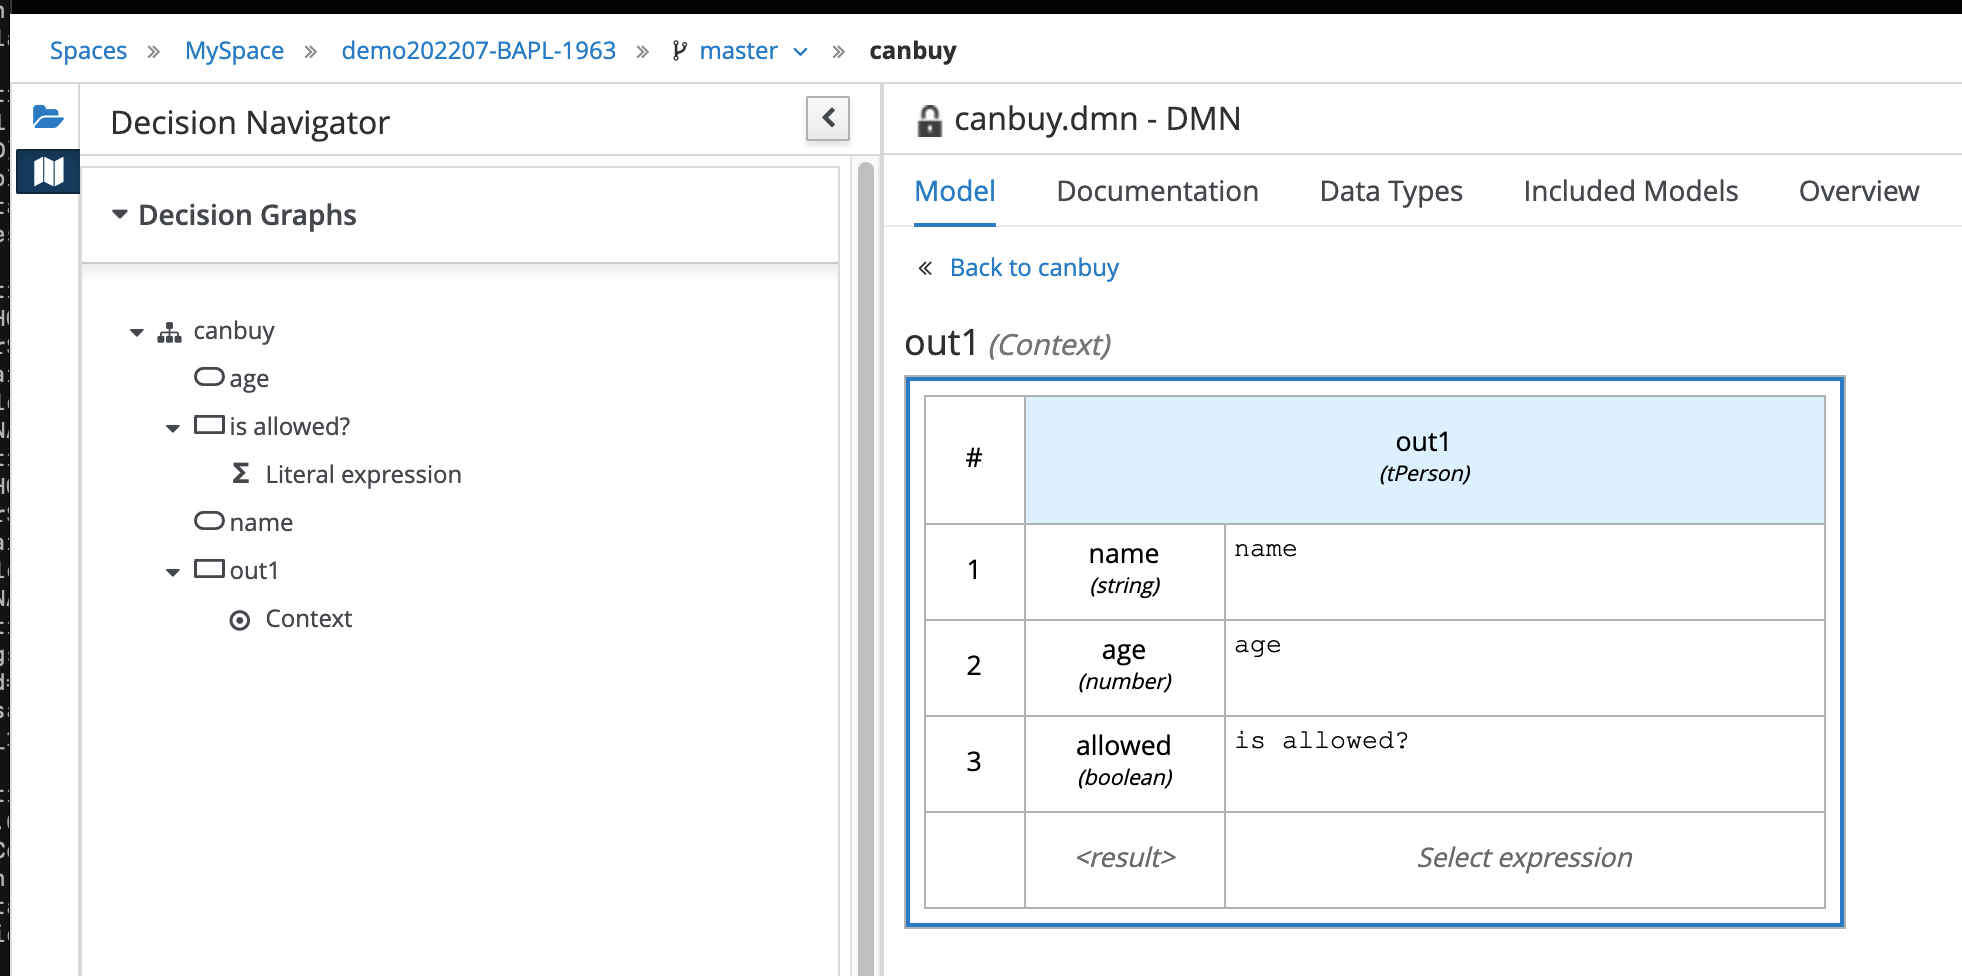 Spaces » MySpace » demo202207-BAPL-1963 » master » canbuy
Decision Navigator
canbuy.dmn - DMN
Model Documentation Data Types Included Models Overview
Decision Graphs
« Back to canbuy
canbuy
age
is allowed?
Σ Literal expression
name
out1
Context
out1 (Context)
# out1
(tPerson)
1 name name
(string)
2 age age
(number)
3 allowed is allowed?
(boolean)
<result> Select expression